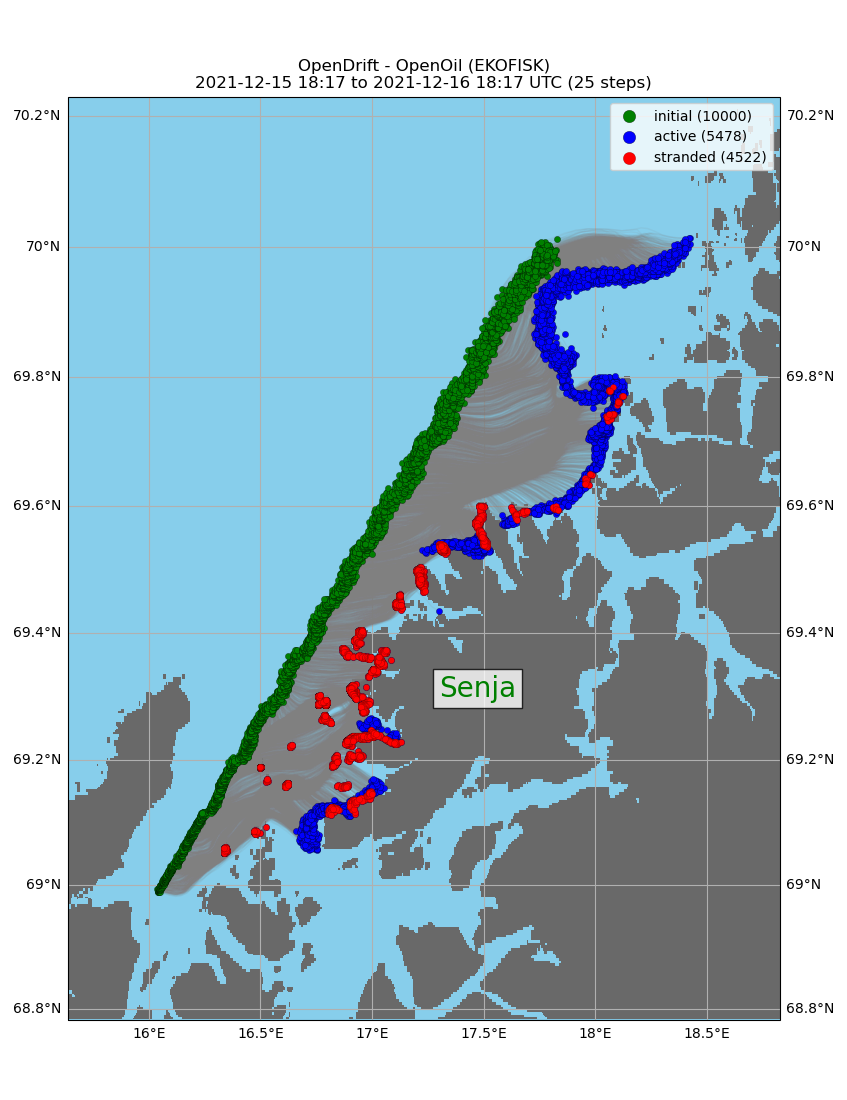 OpenDrift - OpenOil (EKOFISK)
2021-12-15 18:17 to 2021-12-16 18:17 UTC (25 steps)
initial (10000)
active (5478)
stranded (4522)
70.2°N 70.2°N
70°N 70°N
69.8°N 69.8°N
69.6°N 69.6°N
69.4°N 69.4°N
Senja
69.2°N 69.2°N
69°N 69°N
68.8°N 68.8°N
16°E 16.5°E 17°E 17.5°E 18°E 18.5°E